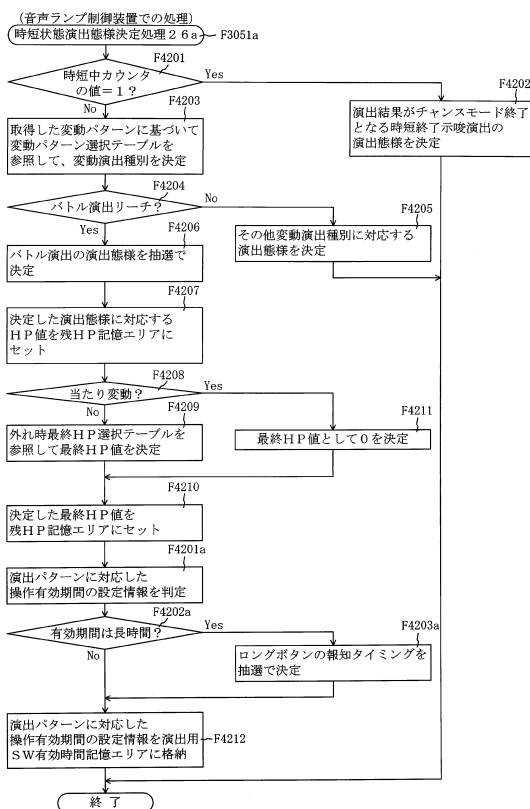 (音声ランプ制御装置での処理)
時短状態演出態様決定処理26a
F3051a
F4201
時短中カウンタ
の値=1?
Yes
No
F4202
演出結果がチャンスモード終了
となる時短終了示唆演出の
演出態様を決定
F4203
取得した変動パターンに基づいて
変動パターン選択テーブルを
参照して、変動演出種別を決定
F4204
バトル演出リーチ?
No
Yes
F4205
その他変動演出種別に対応する
演出態様を決定
F4206
バトル演出の演出態様を抽選で
決定
F4207
決定した演出態様に対応する
HP値を残HP記憶エリアに
セット
F4208
当たり変動?
Yes
No
F4209
外れ時最終HP選択テーブルを
参照して最終HP値を決定
F4211
最終HP値として0を決定
F4210
決定した最終HP値を
残HP記憶エリアにセット
F4201a
演出パターンに対応した
操作有効期間の設定情報を判定
F4202a
有効期間は長時間?
Yes
No
F4203a
ロングボタンの報知タイミングを
抽選で決定
演出パターンに対応した
操作有効期間の設定情報を演出用
SW有効時間記憶エリアに格納
F4212
終了